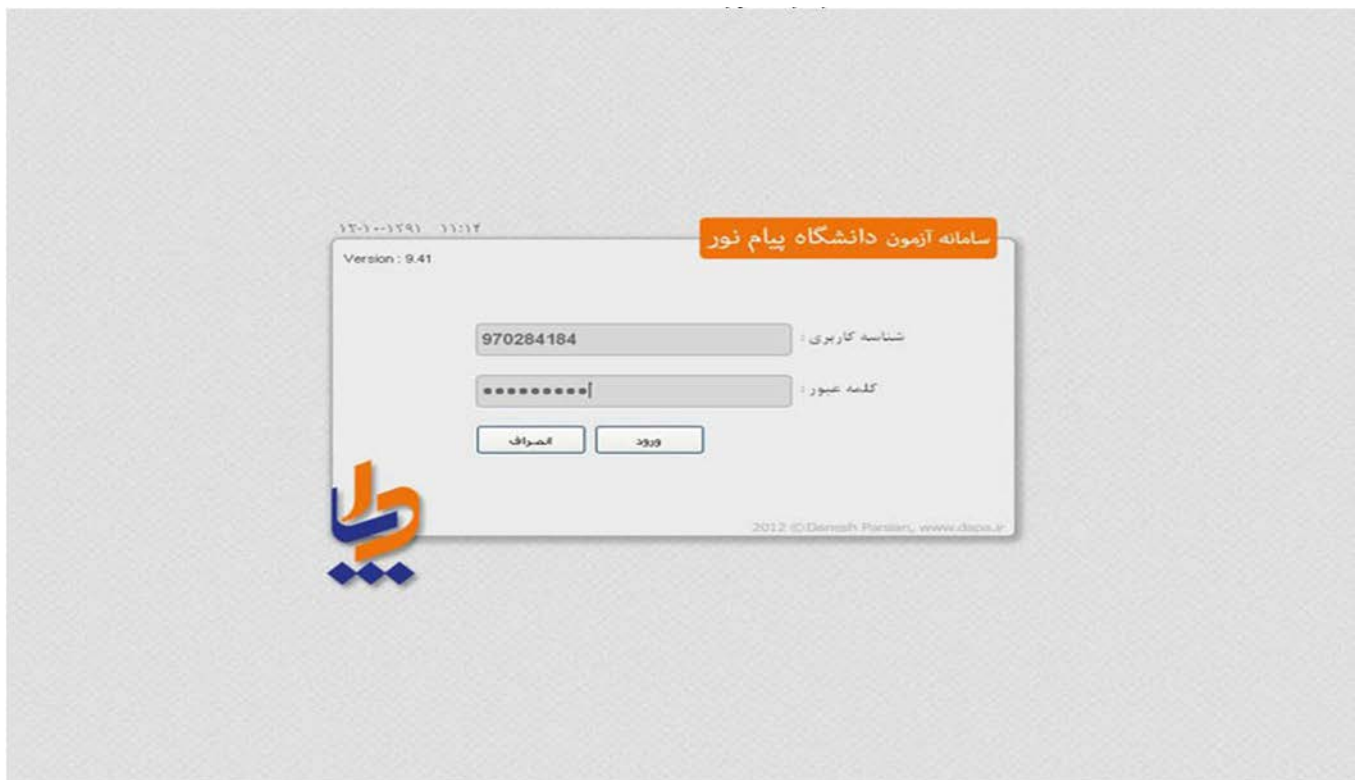 ۱۳-۱۰-۱۳۹۱ ۱۱:۱۴
سامانه آزمون دانشگاه پیام نور
Version : 9.41
شناسه کاربری :
970284184
کلمه عبور :
ورود
انصراف
2012 © Danesh Parsian, www.dapa.ir